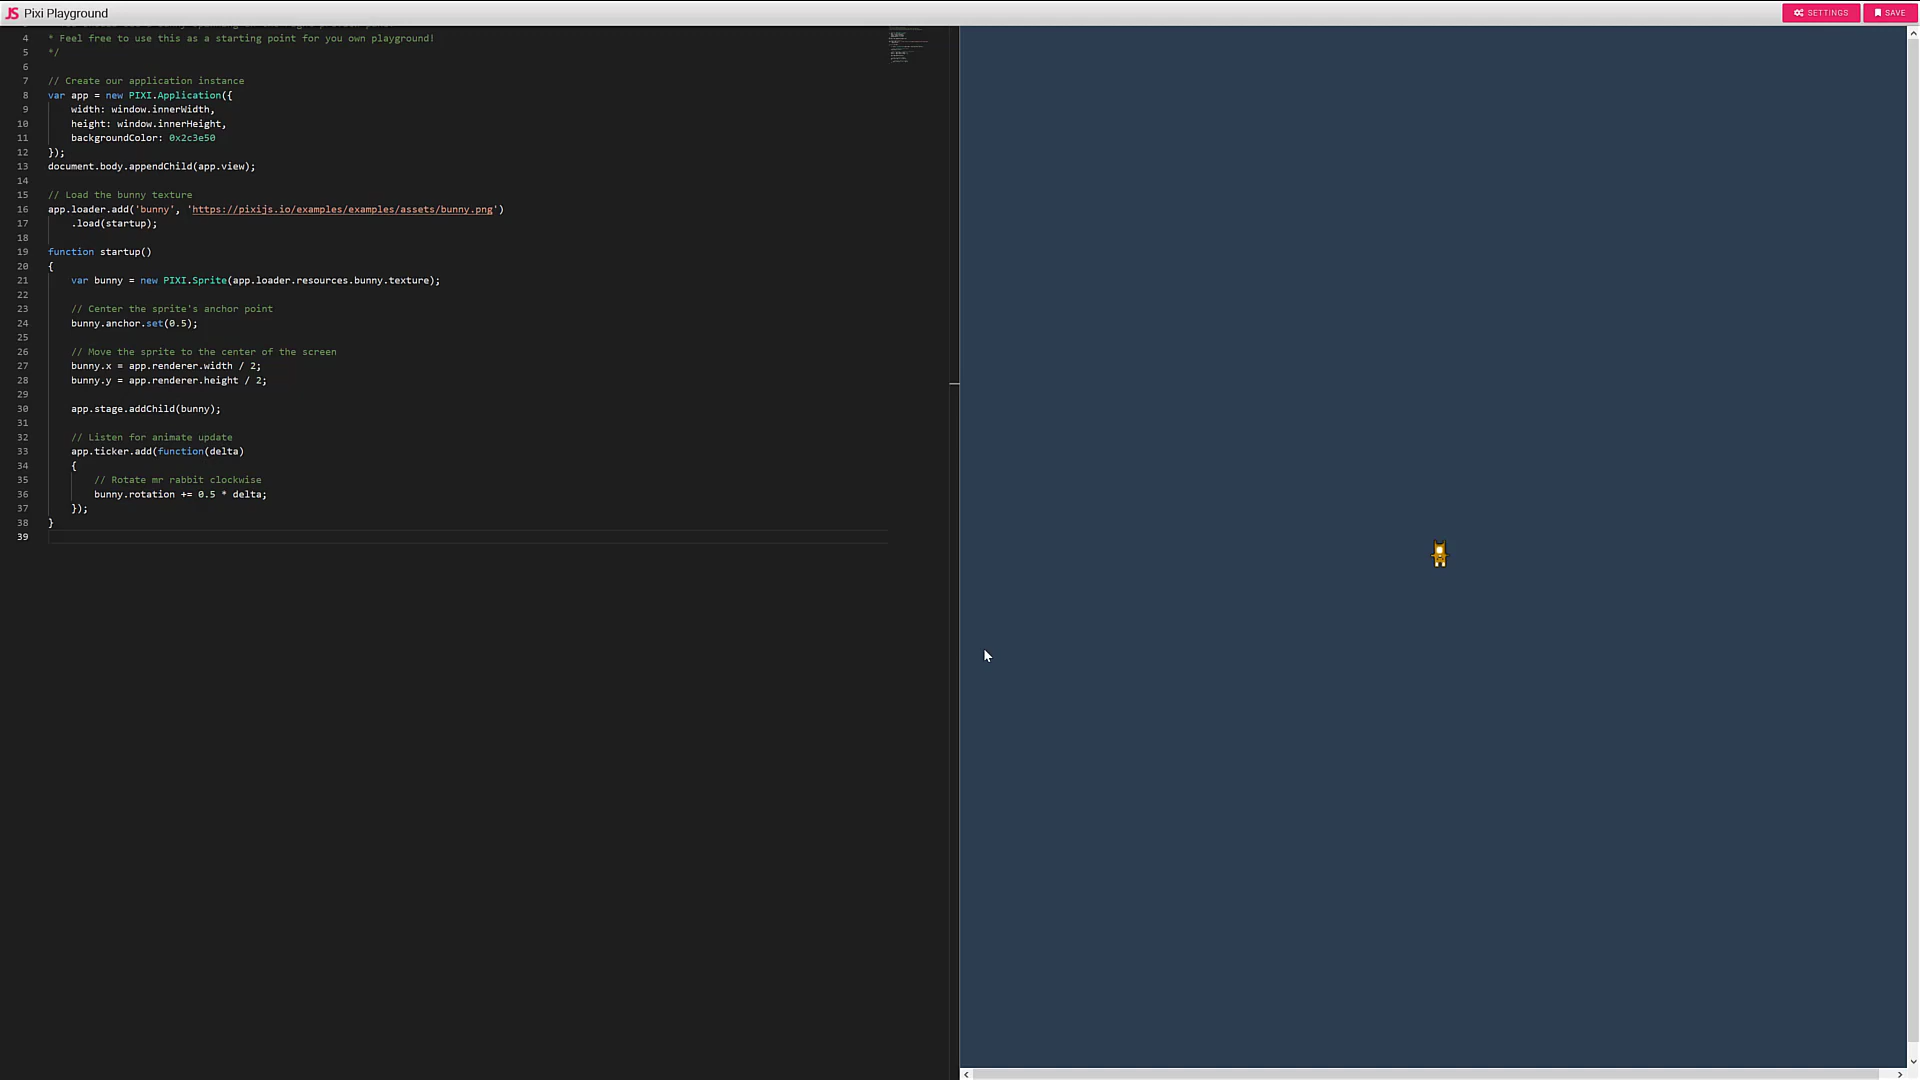 JS Pixi Playground
SETTINGS
SAVE
4 * Feel free to use this as a starting point for you own playground!
5 */
6
7 // Create our application instance
8 var app = new PIXI.Application({
9 width: window.innerWidth,
10 height: window.innerHeight,
11 backgroundColor: 0x2c3e50
12 });
13 document.body.appendChild(app.view);
14
15 // Load the bunny texture
16 app.loader.add('bunny', 'https://pixijs.io/examples/examples/assets/bunny.png')
17 .load(startup);
18
19 function startup()
20 {
21 var bunny = new PIXI.Sprite(app.loader.resources.bunny.texture);
22
23 // Center the sprite's anchor point
24 bunny.anchor.set(0.5);
25
26 // Move the sprite to the center of the screen
27 bunny.x = app.renderer.width / 2;
28 bunny.y = app.renderer.height / 2;
29
30 app.stage.addChild(bunny);
31
32 // Listen for animate update
33 app.ticker.add(function(delta)
34 {
35 // Rotate mr rabbit clockwise
36 bunny.rotation += 0.5 * delta;
37 });
38 }
39